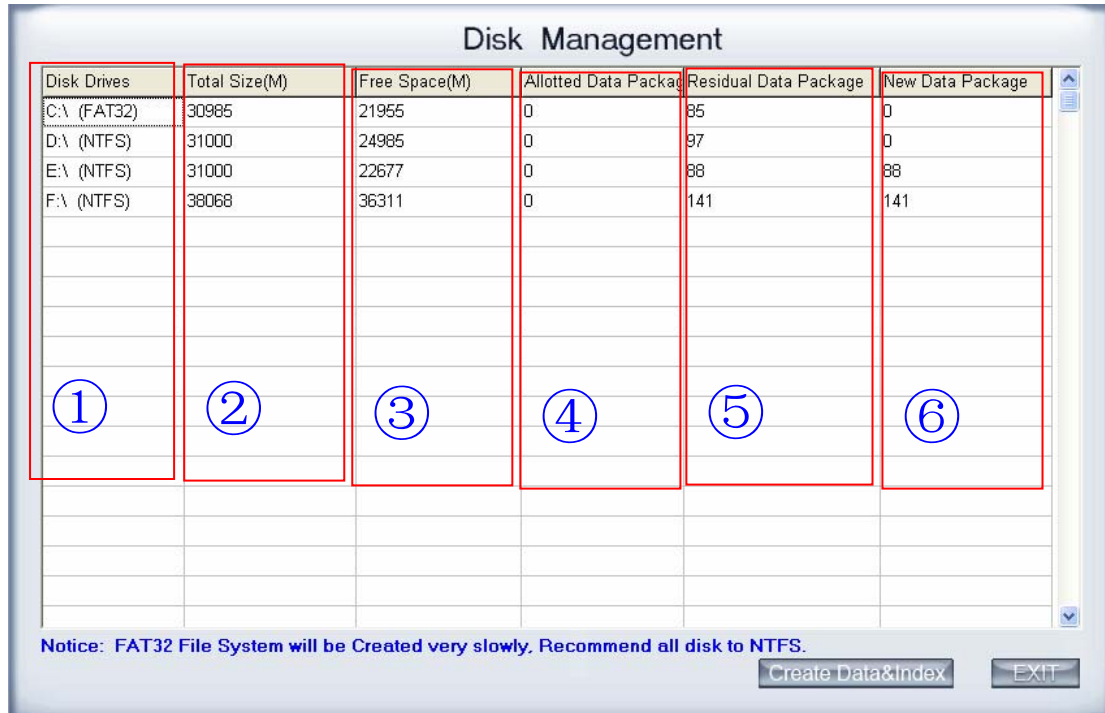 Disk Management
Disk Drives Total Size(M) Free Space(M) Allotted Data Packag Residual Data Package New Data Package
C:\ (FAT32) 30985 21955 0 85 0
D:\ (NTFS) 31000 24985 0 97 0
E:\ (NTFS) 31000 22677 0 88 88
F:\ (NTFS) 38068 36311 0 141 141
① ② ③ ④ ⑤ ⑥
Notice: FAT32 File System will be Created very slowly, Recommend all disk to NTFS.
Create Data&Index EXIT